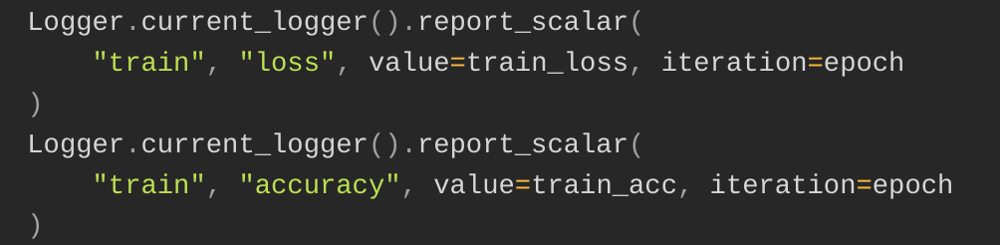 Logger.current_logger().report_scalar(
    "train", "loss", value=train_loss, iteration=epoch
)
Logger.current_logger().report_scalar(
    "train", "accuracy", value=train_acc, iteration=epoch
)